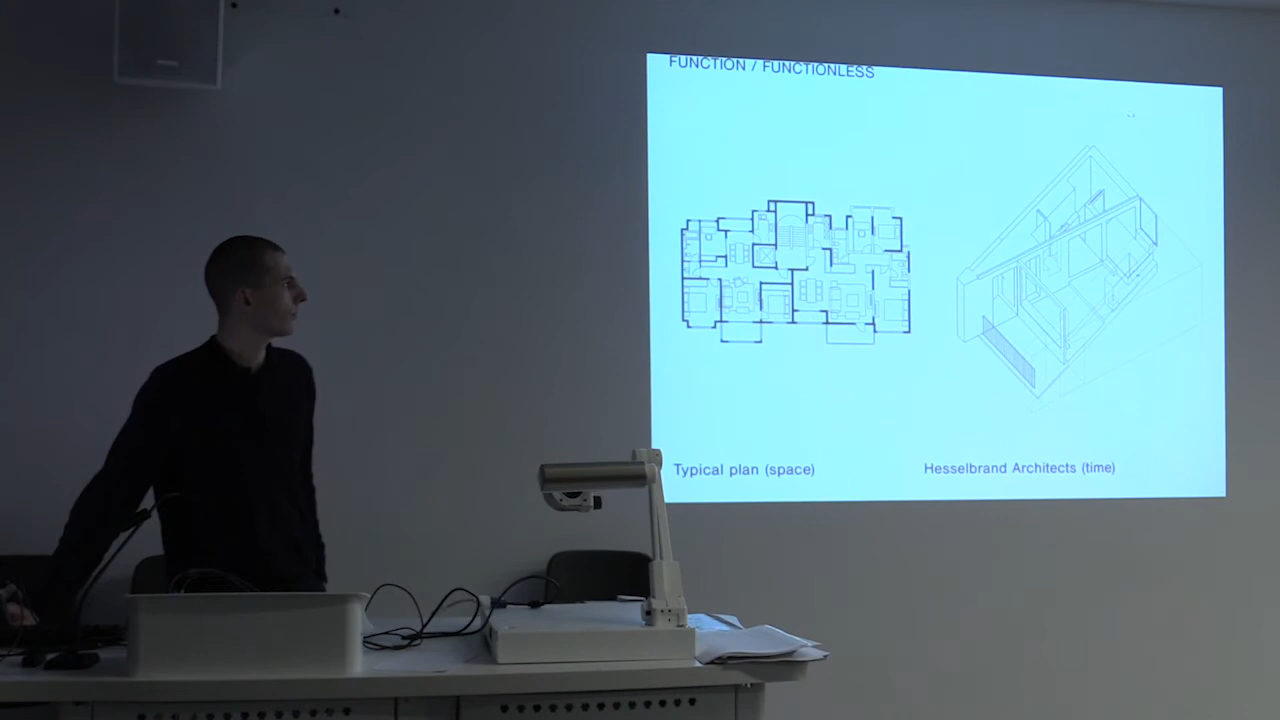 FUNCTION / FUNCTIONLESS
Typical plan (space)
Hesselbrand Architects (time)